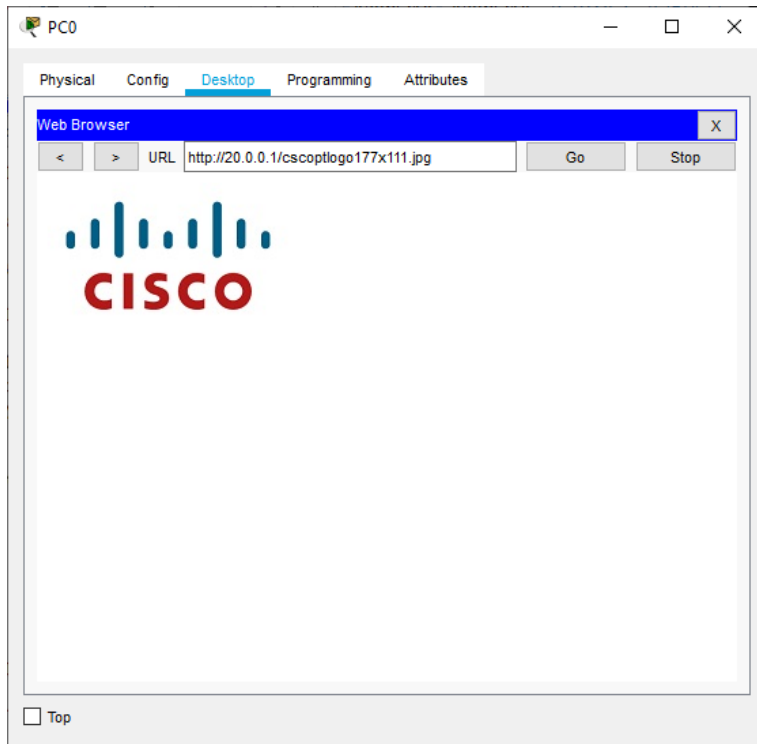 PC0
Physical Config Desktop Programming Attributes
Web Browser X
< > URL http://20.0.0.1/cscoptlogo177x111.jpg Go Stop
CISCO
Top